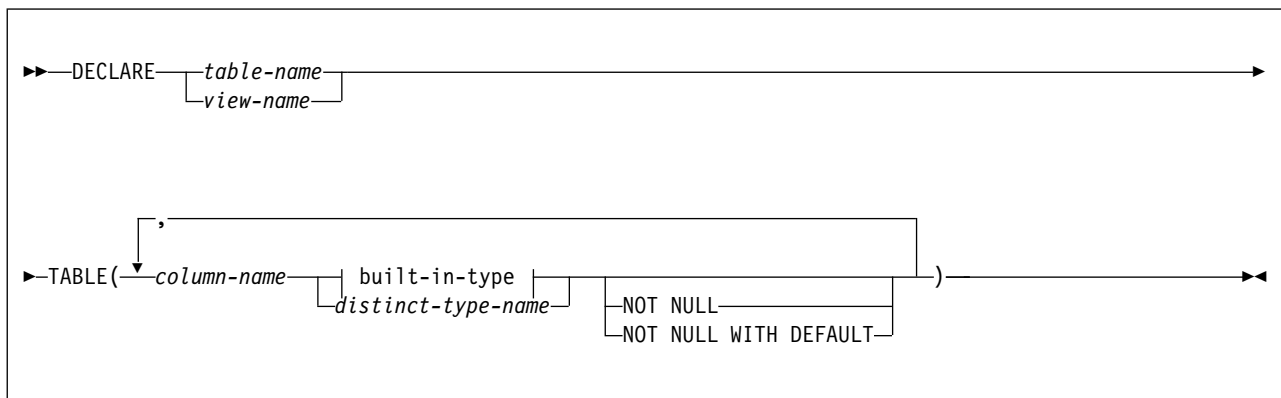 DECLARE table-name
view-name
,
TABLE( column-name built-in-type )
distinct-type-name NOT NULL
NOT NULL WITH DEFAULT